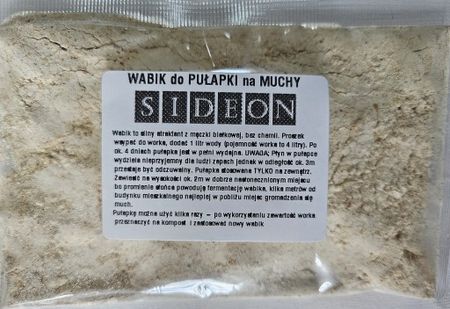 WABIK do PUŁAPKI na MUCHY
SIDEON
Wabik to silny atraktant z mączki białkowej, bez chemii. Proszek
wsypać do worka, dodać 1 litr wody (pojemność worka to 4 litry). Po
ok. 4 dniach pułapka jest w pełni wydajna. UWAGA; Płyn w pułapce
wydziela nieprzyjemny dla ludzi zapach jednak w odległość ok. 3m
przestaje być odczuwalny. Pułapka stosowana TYLKO na zewnątrz.
Zawiesić na wysokości ok. 2m w dobrze nasłonecznionym miejscu
bo promienie słońca powodują fermentację wabika, kilka metrów od
budynku mieszkalnego najlepiej w pobliżu miejsc gromadzenia się
much.
Pułapkę można użyć kilka razy – po wykorzystaniu zawartość worka
przeznaczyć na kompost i zastosować nowy wabik